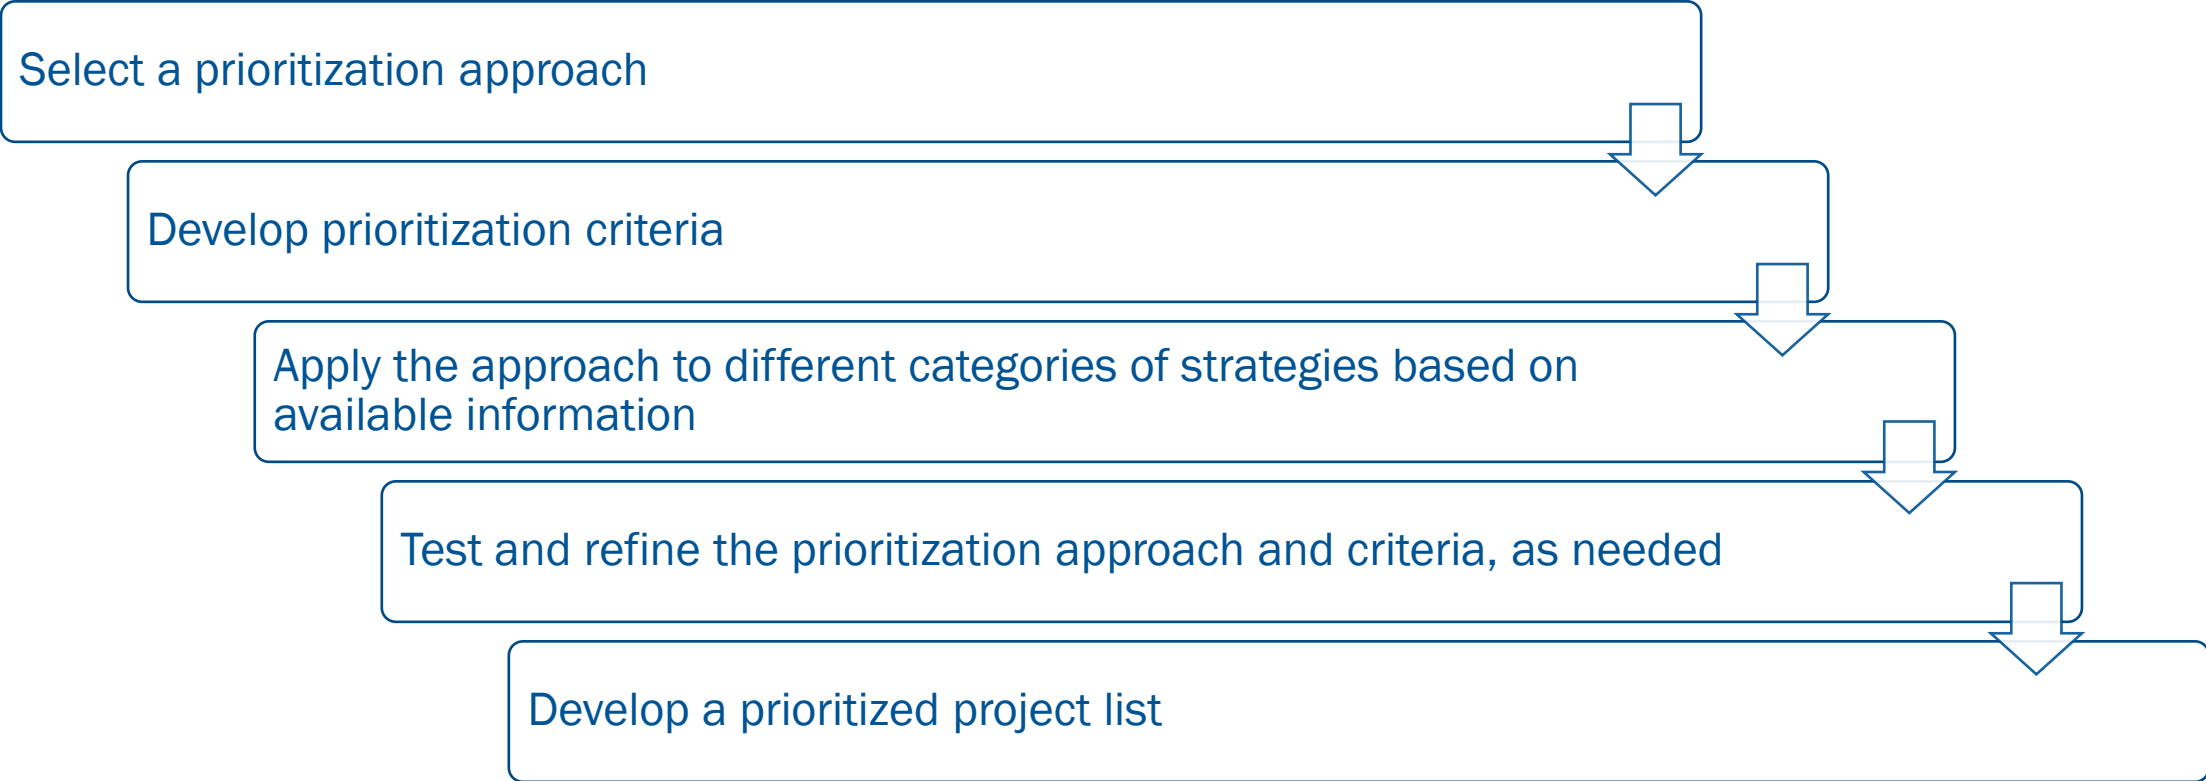 Select a prioritization approach
Develop prioritization criteria
Apply the approach to different categories of strategies based on
available information
Test and refine the prioritization approach and criteria, as needed
Develop a prioritized project list